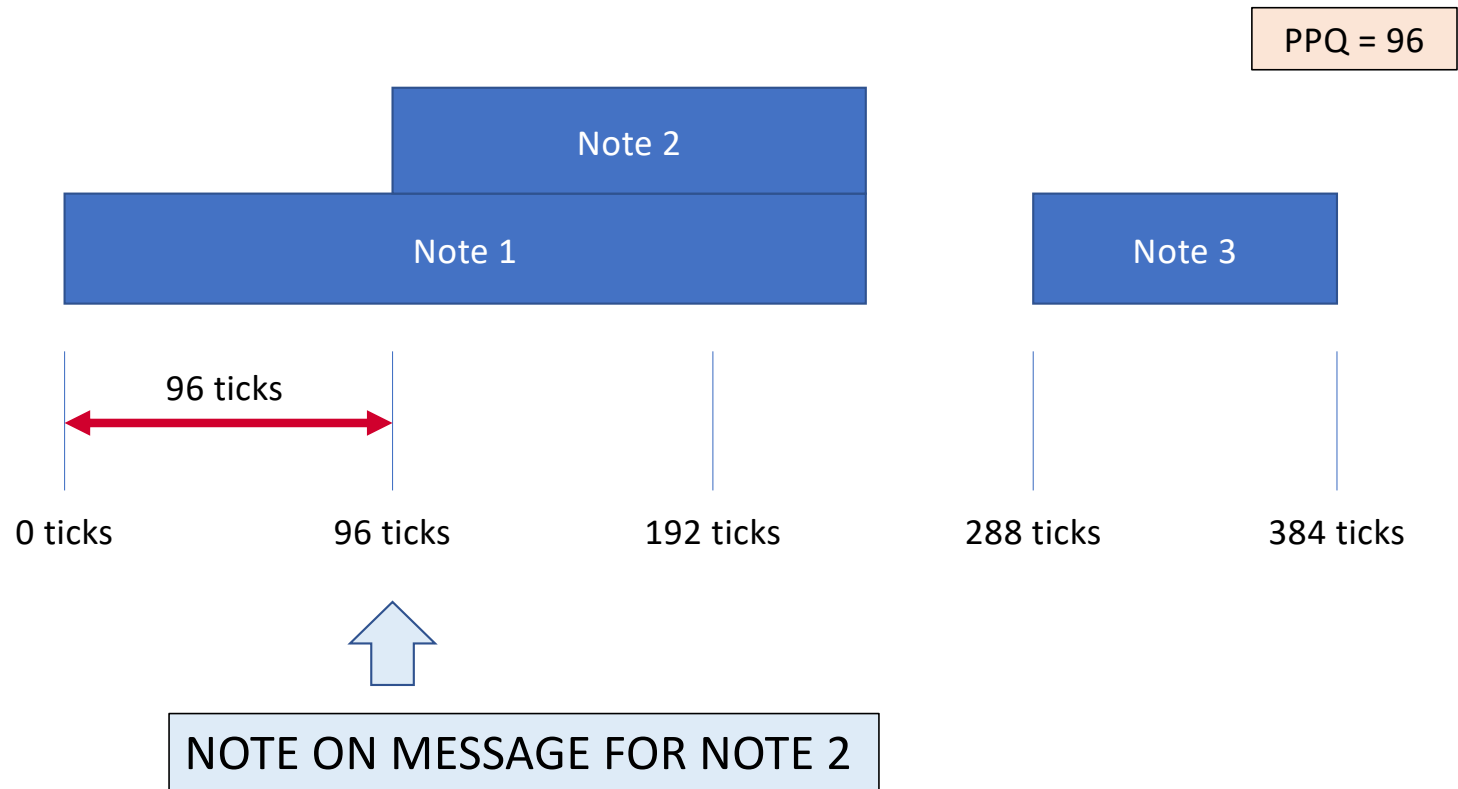 PPQ = 96
Note 2
Note 1
Note 3
96 ticks
0 ticks
96 ticks
192 ticks
288 ticks
384 ticks
NOTE ON MESSAGE FOR NOTE 2